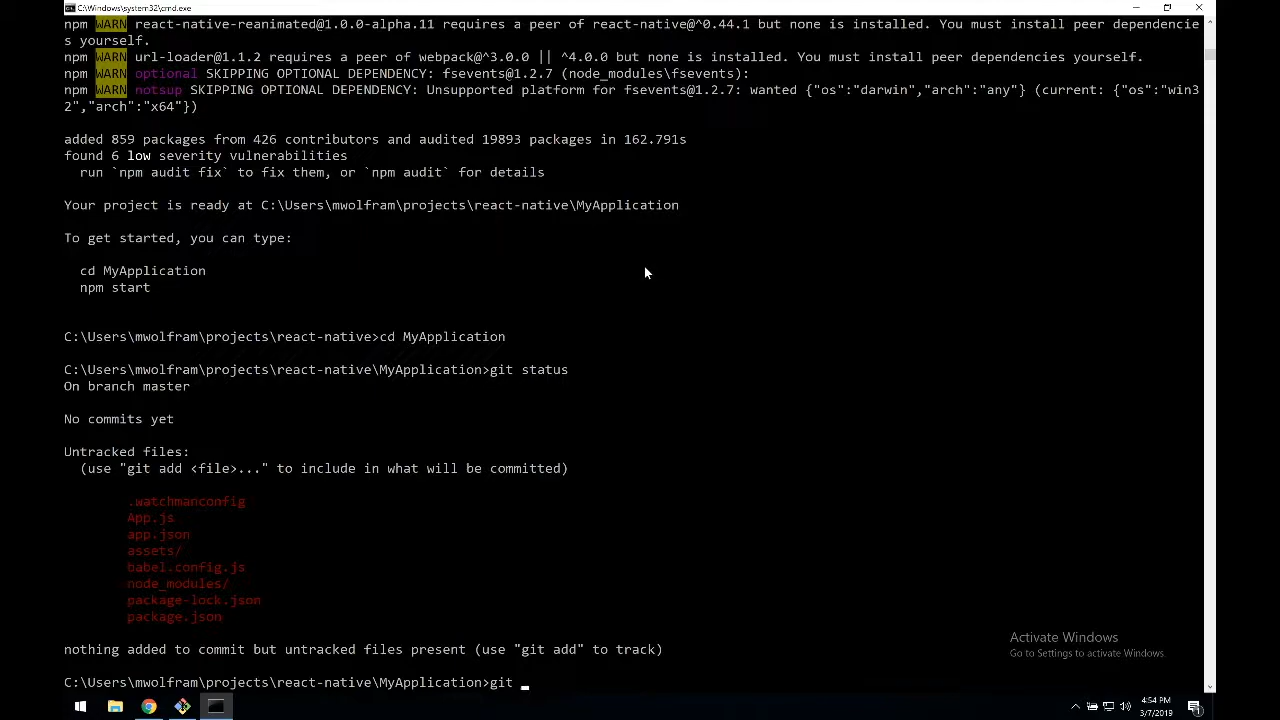 C:\Windows\system32\cmd.exe
npm WARN react-native-reanimated@1.0.0-alpha.11 requires a peer of react-native@^0.44.1 but none is installed. You must install peer dependencie
s yourself.
npm WARN url-loader@1.1.2 requires a peer of webpack@^3.0.0 || ^4.0.0 but none is installed. You must install peer dependencies yourself.
npm WARN optional SKIPPING OPTIONAL DEPENDENCY: fsevents@1.2.7 (node_modules\fsevents):
npm WARN notsup SKIPPING OPTIONAL DEPENDENCY: Unsupported platform for fsevents@1.2.7: wanted {"os":"darwin","arch":"any"} (current: {"os":"win3
2","arch":"x64"})
added 859 packages from 426 contributors and audited 19893 packages in 162.791s
found 6 low severity vulnerabilities
run `npm audit fix` to fix them, or `npm audit` for details
Your project is ready at C:\Users\mwolfram\projects\react-native\MyApplication
To get started, you can type:
cd MyApplication
npm start
C:\Users\mwolfram\projects\react-native>cd MyApplication
C:\Users\mwolfram\projects\react-native\MyApplication>git status
On branch master
No commits yet
Untracked files:
(use "git add <file>..." to include in what will be committed)
.watchmanconfig
App.js
app.json
assets/
babel.config.js
node_modules/
package-lock.json
package.json
nothing added to commit but untracked files present (use "git add" to track)
C:\Users\mwolfram\projects\react-native\MyApplication>git _
Activate Windows
Go to Settings to activate Windows.
4:54 PM
3/7/2019
1